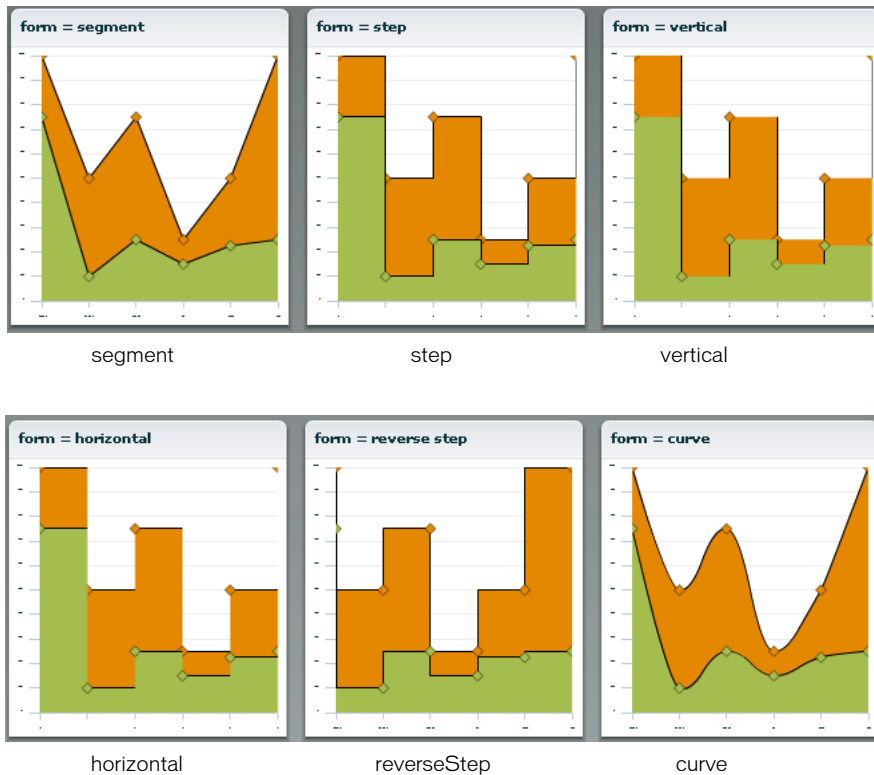 form = segment
form = step
form = vertical
segment
step
vertical
form = horizontal
form = reverse step
form = curve
horizontal
reverseStep
curve